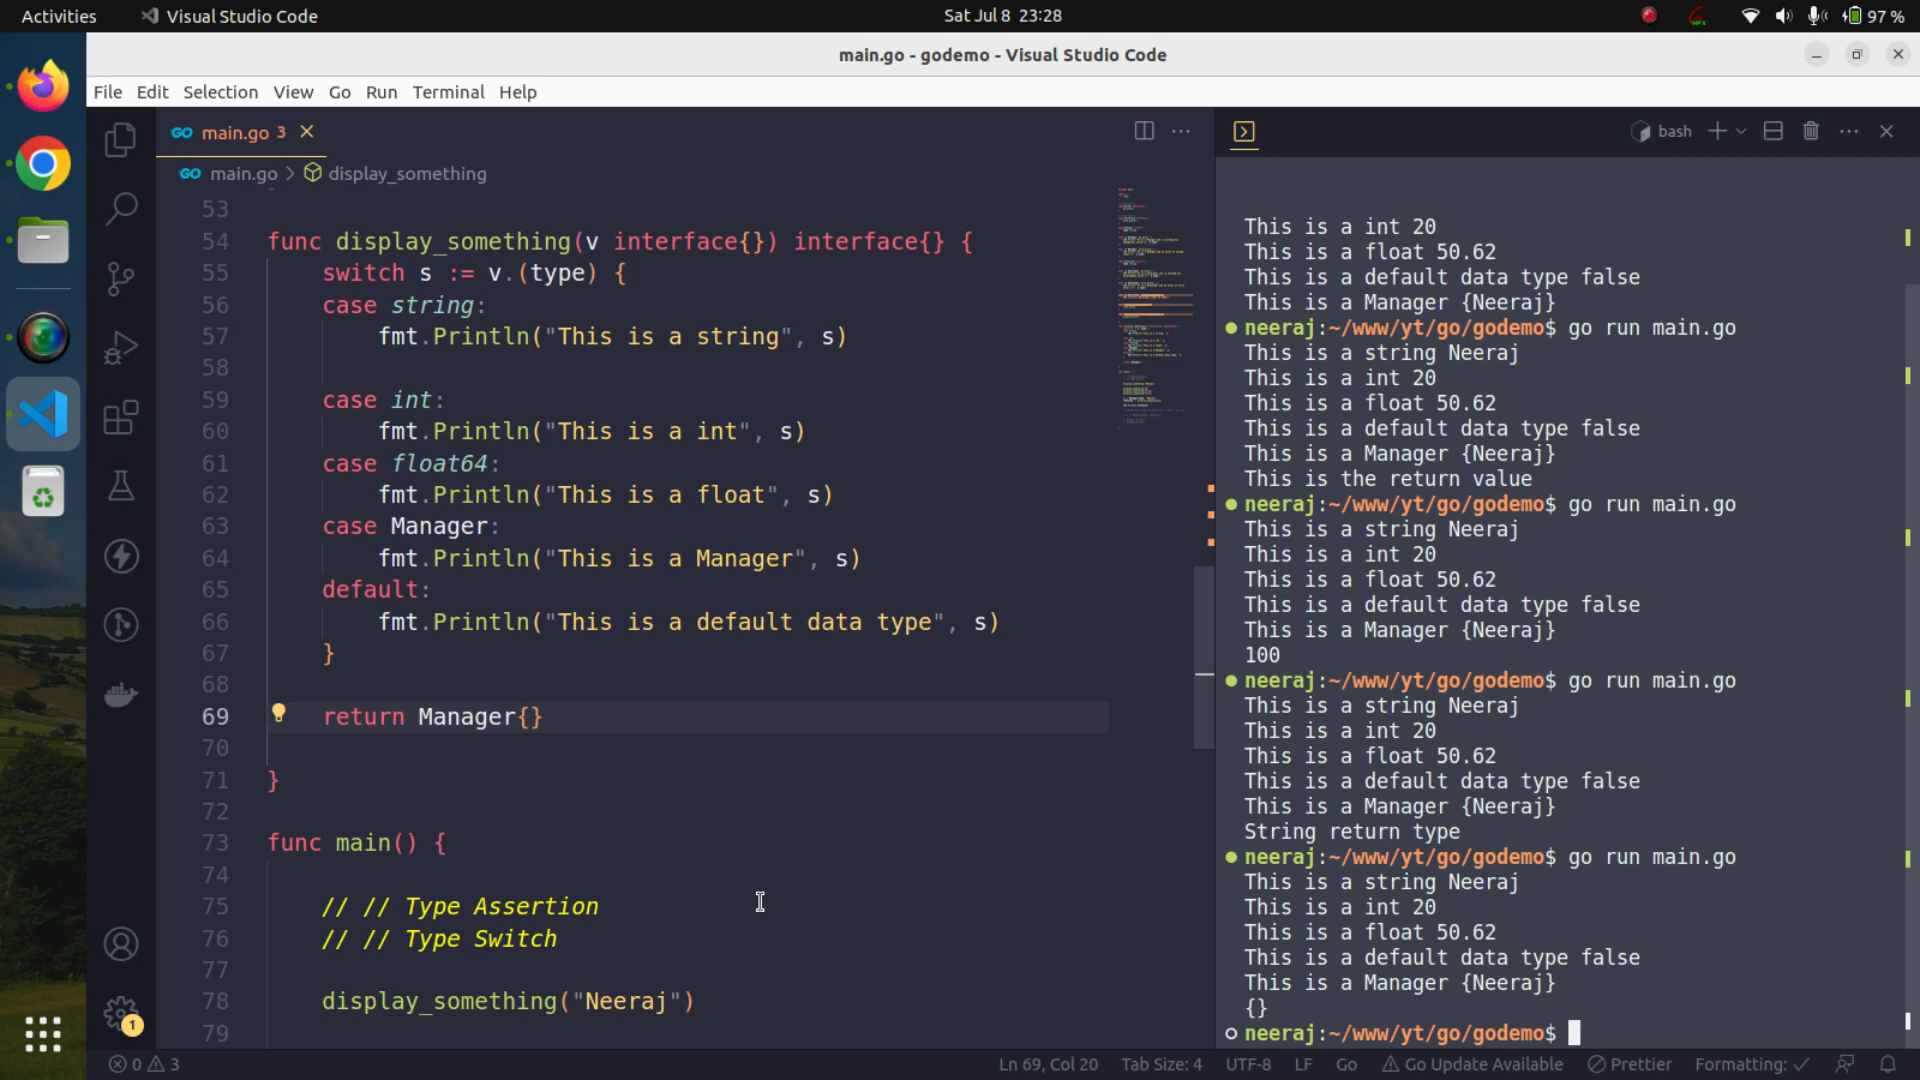 Activities
Visual Studio Code
Sat Jul 8 23:28
97 %
main.go - godemo - Visual Studio Code
File Edit Selection View Go Run Terminal Help
GO main.go 3
GO main.go > display_something
53
54 func display_something(v interface{}) interface{} {
55 switch s := v.(type) {
56 case string:
57 fmt.Println("This is a string", s)
58
59 case int:
60 fmt.Println("This is a int", s)
61 case float64:
62 fmt.Println("This is a float", s)
63 case Manager:
64 fmt.Println("This is a Manager", s)
65 default:
66 fmt.Println("This is a default data type", s)
67 }
68
69 return Manager{}
70
71 }
72
73 func main() {
74
75 // // Type Assertion
76 // // Type Switch
77
78 display_something("Neeraj")
79
bash
This is a int 20
This is a float 50.62
This is a default data type false
This is a Manager {Neeraj}
neeraj:~/www/yt/go/godemo$ go run main.go
This is a string Neeraj
This is a int 20
This is a float 50.62
This is a default data type false
This is a Manager {Neeraj}
This is the return value
neeraj:~/www/yt/go/godemo$ go run main.go
This is a string Neeraj
This is a int 20
This is a float 50.62
This is a default data type false
This is a Manager {Neeraj}
100
neeraj:~/www/yt/go/godemo$ go run main.go
This is a string Neeraj
This is a int 20
This is a float 50.62
This is a default data type false
This is a Manager {Neeraj}
String return type
neeraj:~/www/yt/go/godemo$ go run main.go
This is a string Neeraj
This is a int 20
This is a float 50.62
This is a default data type false
This is a Manager {Neeraj}
{}
neeraj:~/www/yt/go/godemo$
1
0 3
Ln 69, Col 20 Tab Size: 4 UTF-8 LF Go Go Update Available Prettier Formatting: ✓